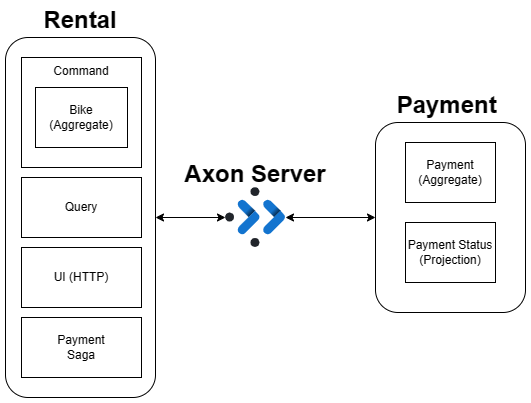 Rental
Command
Bike
(Aggregate)
Query
UI (HTTP)
Payment
Saga
Axon Server
Payment
Payment
(Aggregate)
Payment Status
(Projection)